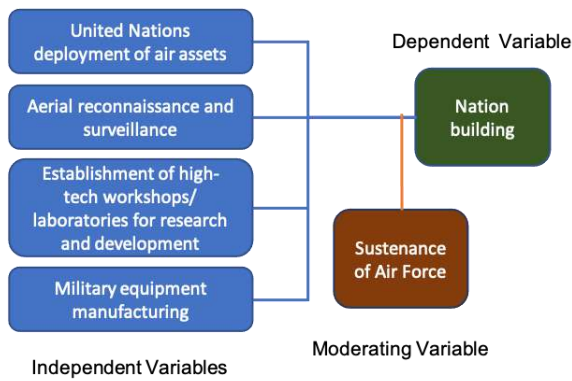 United Nations
deployment of air assets
Aerial reconnaissance and
surveillance
Establishment of high-
tech workshops/
laboratories for research
and development
Military equipment
manufacturing
Independent Variables
Dependent Variable
Nation
building
Sustenance
of Air Force
Moderating Variable